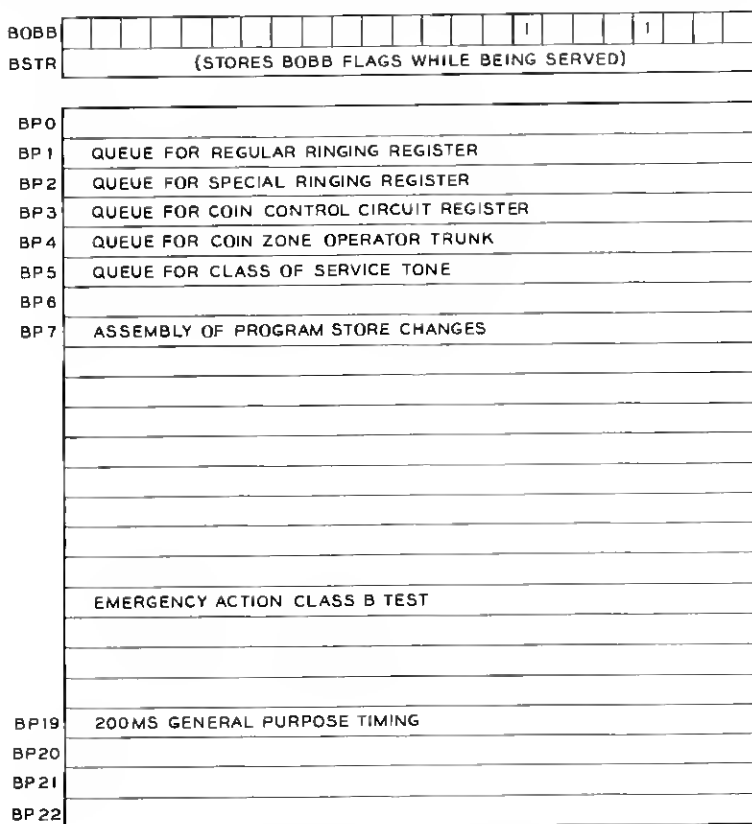 BOBB 1 1
BSTR (STORES BOBB FLAGS WHILE BEING SERVED)
BP0
BP1 QUEUE FOR REGULAR RINGING REGISTER
BP2 QUEUE FOR SPECIAL RINGING REGISTER
BP3 QUEUE FOR COIN CONTROL CIRCUIT REGISTER
BP4 QUEUE FOR COIN ZONE OPERATOR TRUNK
BP5 QUEUE FOR CLASS OF SERVICE TONE
BP6
BP7 ASSEMBLY OF PROGRAM STORE CHANGES
EMERGENCY ACTION CLASS B TEST
BP19 200MS GENERAL PURPOSE TIMING
BP20
BP21
BP22